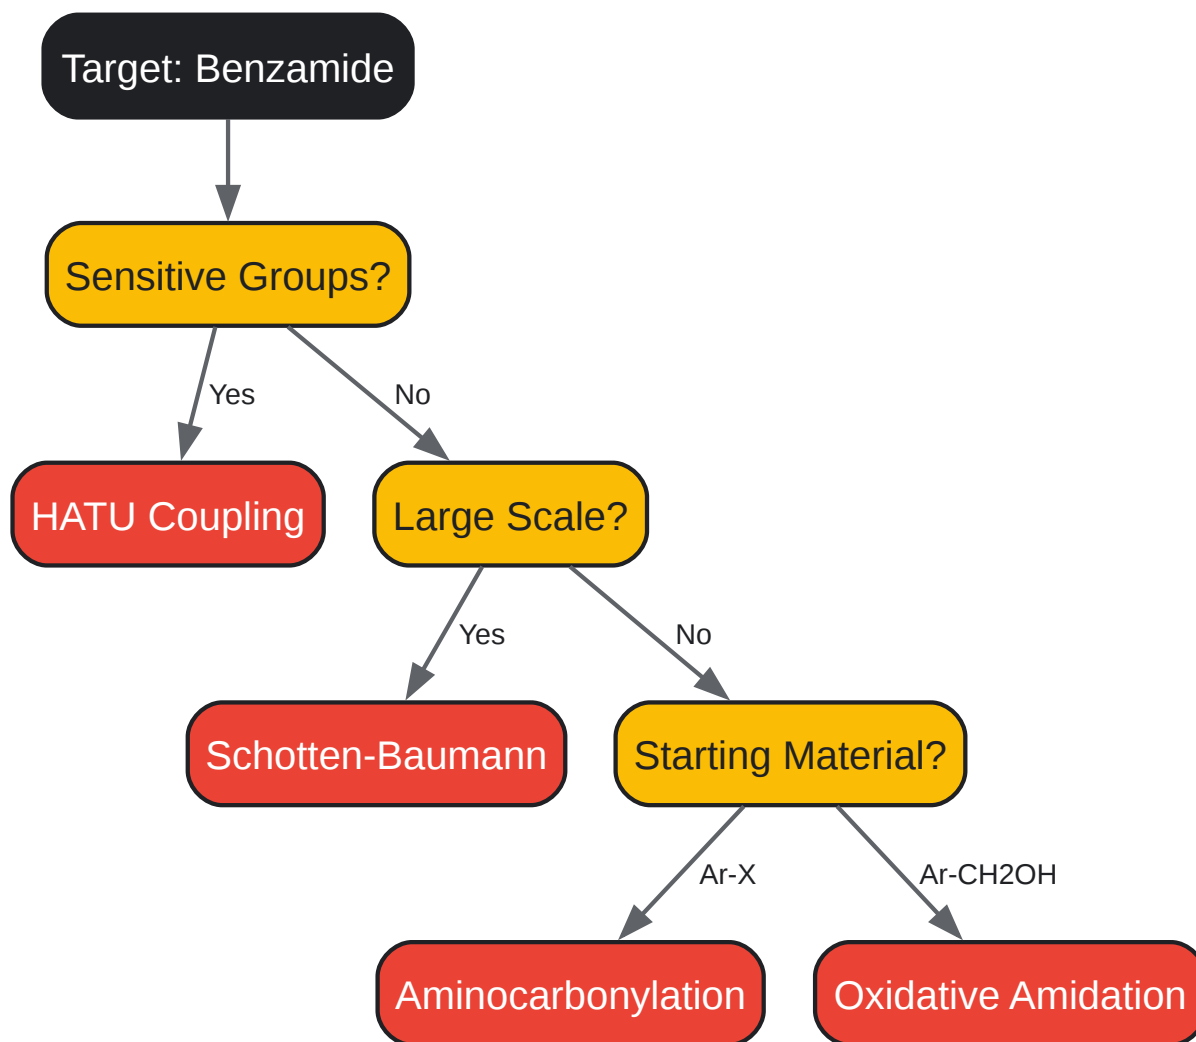 Target: Benzamide
Sensitive Groups?
Yes
No
HATU Coupling
Large Scale?
Yes
No
Schotten-Baumann
Starting Material?
Ar-X
Ar-CH2OH
Aminocarbonylation
Oxidative Amidation